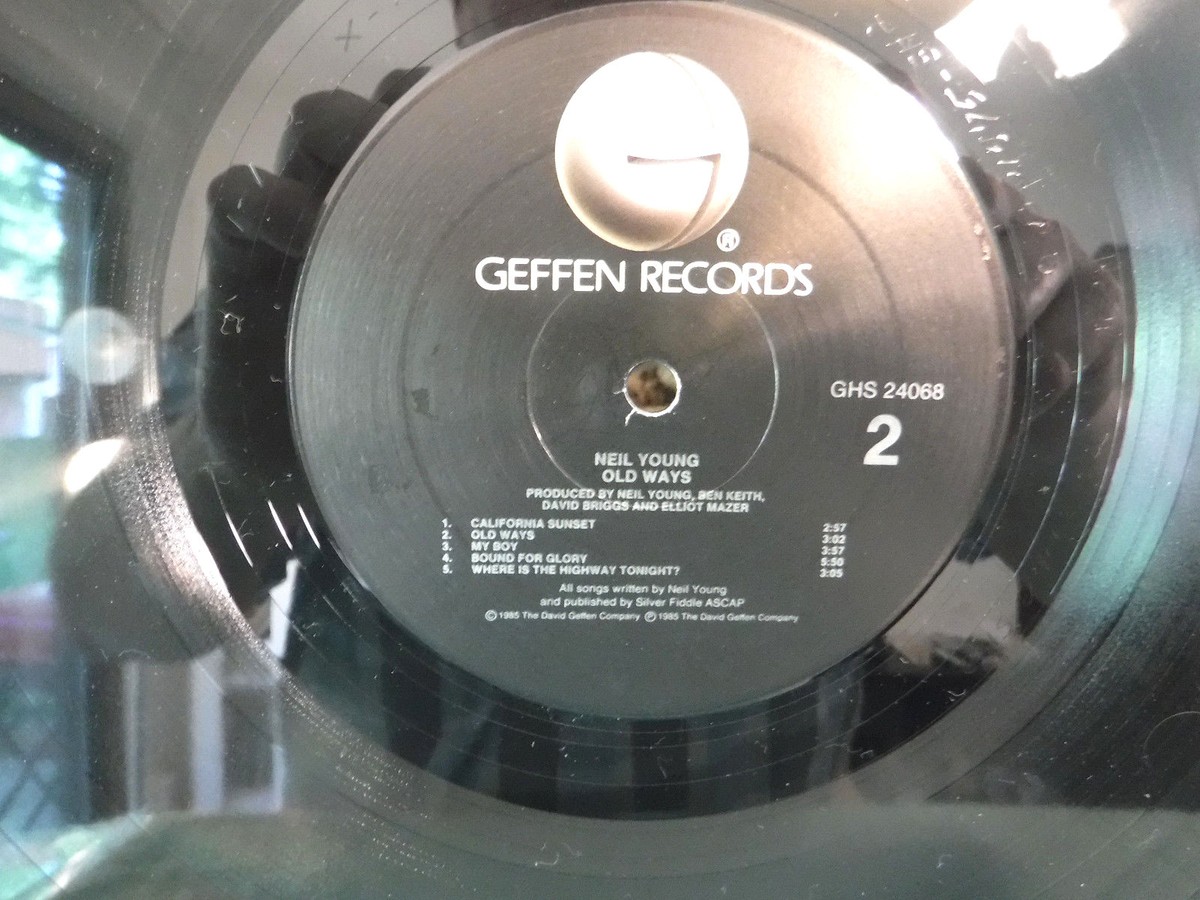 ®
GEFFEN RECORDS
GHS 24068
2
NEIL YOUNG
OLD WAYS
PRODUCED BY NEIL YOUNG, BEN KEITH,
DAVID BRIGGS AND ELLIOT MAZER
1. CALIFORNIA SUNSET 2:57
2. OLD WAYS 3:02
3. MY BOY 3:57
4. BOUND FOR GLORY 5:50
5. WHERE IS THE HIGHWAY TONIGHT? 3:05
All songs written by Neil Young
and published by Silver Fiddle ASCAP
©1985 The David Geffen Company ℗1985 The David Geffen Company